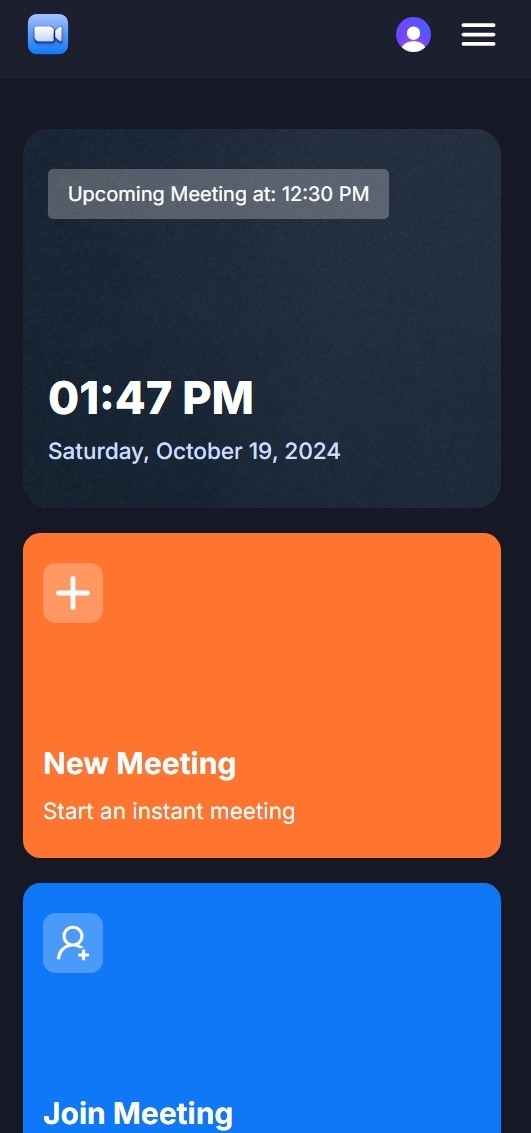 Upcoming Meeting at: 12:30 PM
01:47 PM
Saturday, October 19, 2024
New Meeting
Start an instant meeting
Join Meeting